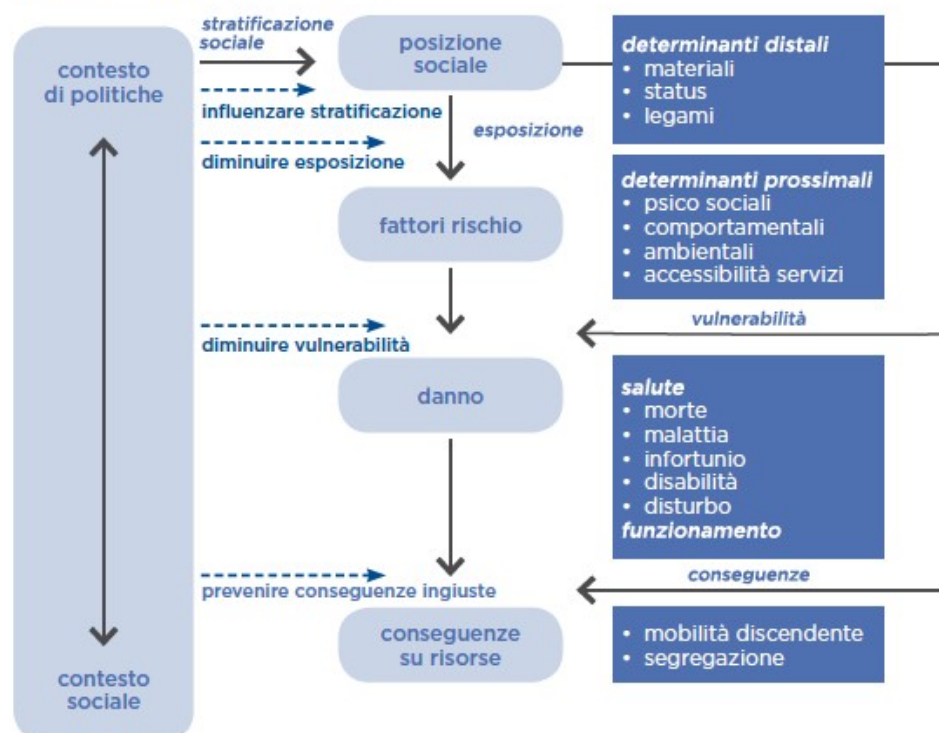 contesto
di politiche
contesto
sociale
stratificazione
sociale
influenzare stratificazione
diminuire esposizione
diminuire vulnerabilità
prevenire conseguenze ingiuste
posizione
sociale
esposizione
fattori rischio
danno
conseguenze
su risorse
determinanti distali
• materiali
• status
• legami
determinanti prossimali
• psico sociali
• comportamentali
• ambientali
• accessibilità servizi
vulnerabilità
salute
• morte
• malattia
• infortunio
• disabilità
• disturbo
funzionamento
conseguenze
• mobilità discendente
• segregazione